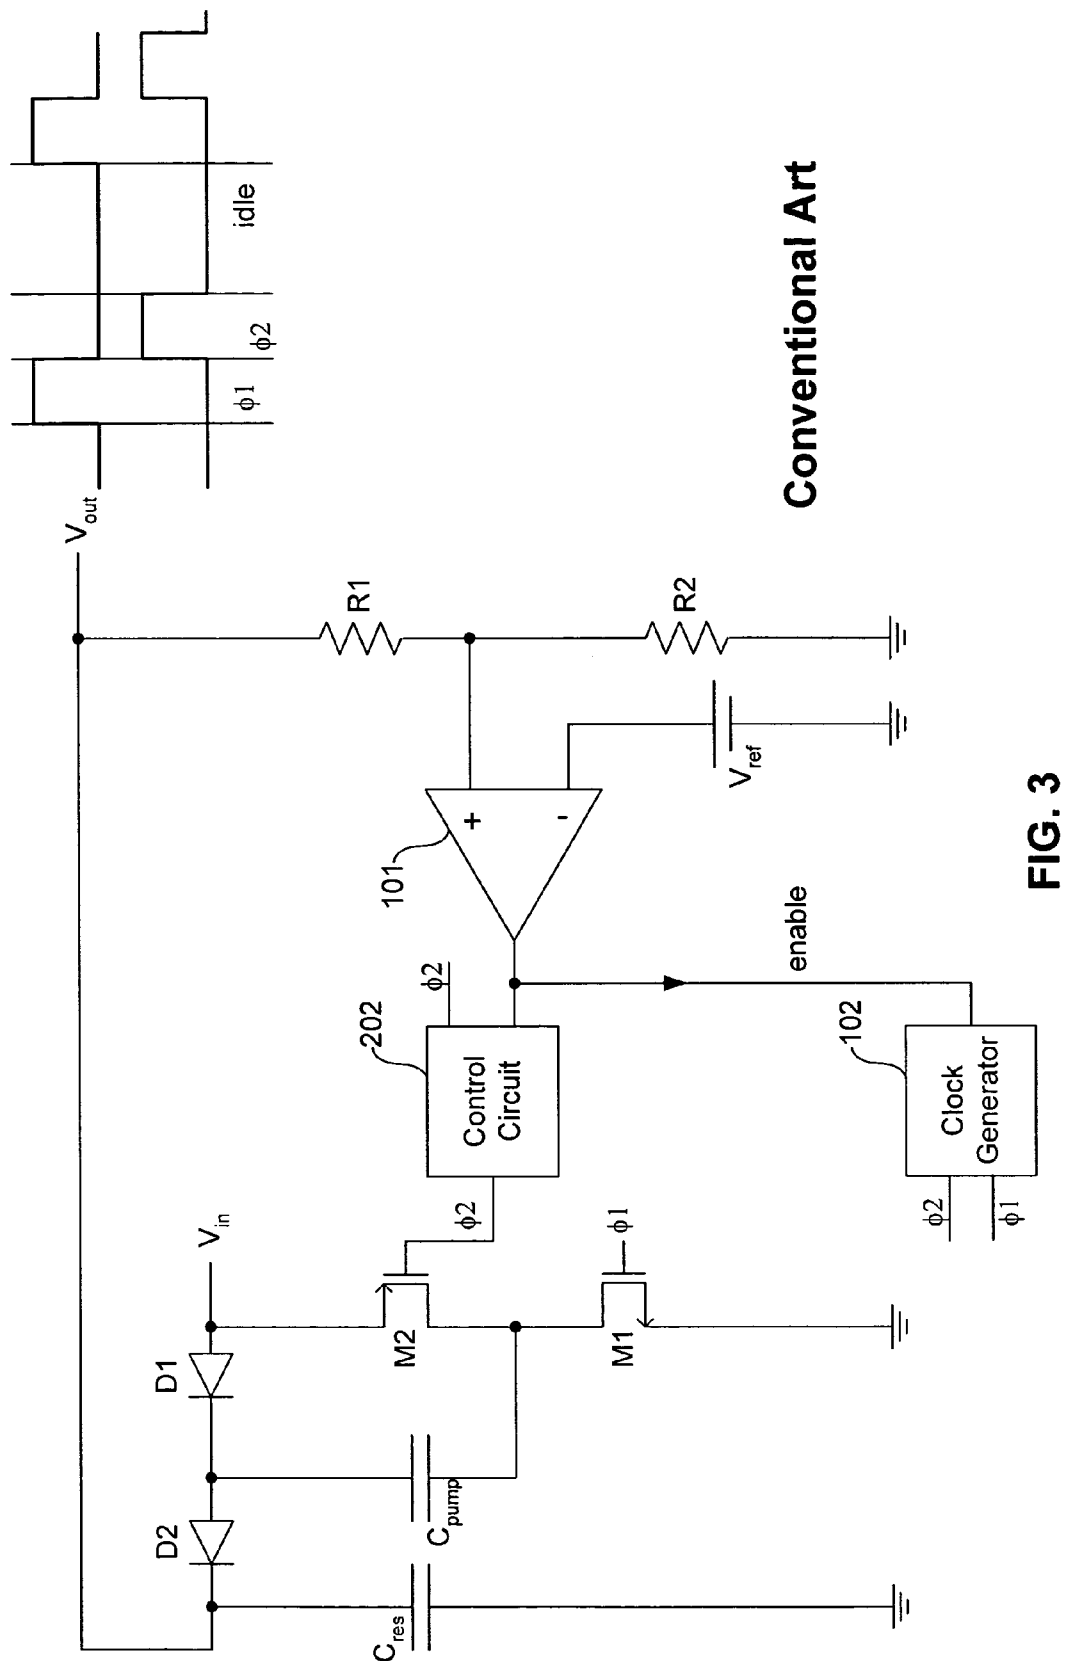 V_out
φ1
φ2
idle
R1
R2
V_ref
101
+
-
enable
202
φ2
Control
Circuit
φ2
102
Clock
Generator
φ2
φ1
V_in
D1
D2
M2
M1
φ1
C_pump
C_res
Conventional Art
FIG. 3